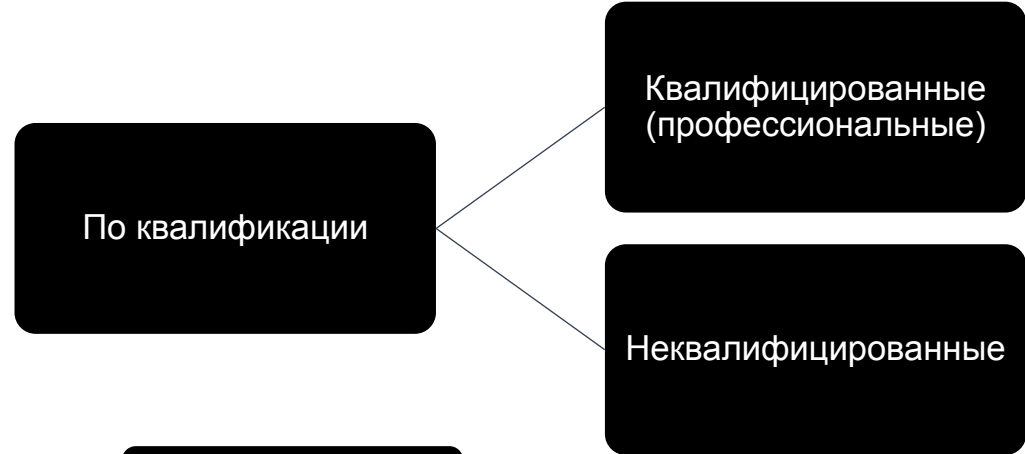 По квалификации
Квалифицированные
(профессиональные)
Неквалифицированные